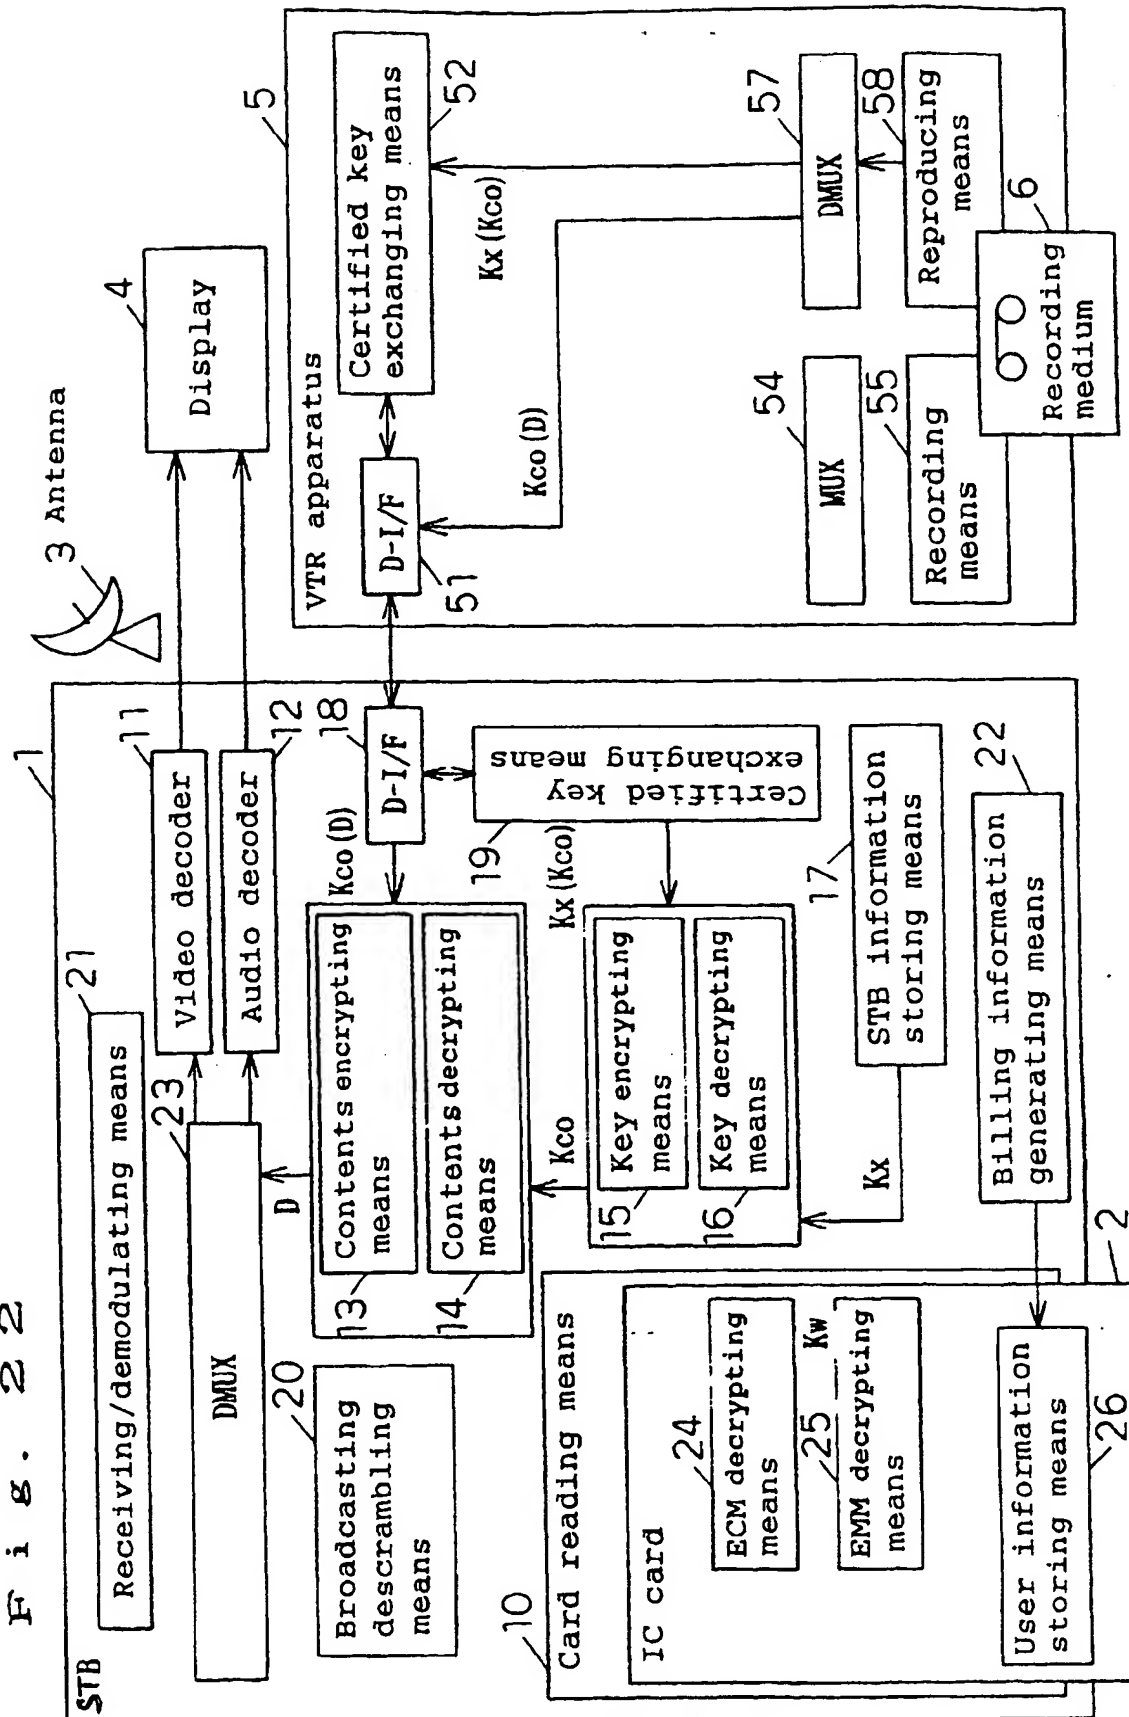 Fig. 22
STB
1
Receiving/demodulating means
21
DMUX
23
Video decoder
11
Audio decoder
12
3 Antenna
4
Display
Broadcasting
descrambling
means
20
D
Contents encrypting
means
13
Contents decrypting
means
14
Kco(D)
D-I/F
18
Kco
Key encrypting
means
15
Key decrypting
means
16
Kx(Kco)
Certified key
exchanging means
19
Kx
STB information
storing means
17
Billing information
generating means
22
10
Card reading means
IC card
2
ECM decrypting
means
24
Kw
EMM decrypting
means
25
User information
storing means
26
5
VTR apparatus
D-I/F
51
Certified key
exchanging means
52
Kx(Kco)
Kco(D)
MUX
54
DMUX
57
Recording
means
55
Reproducing
means
58
Recording
medium
6